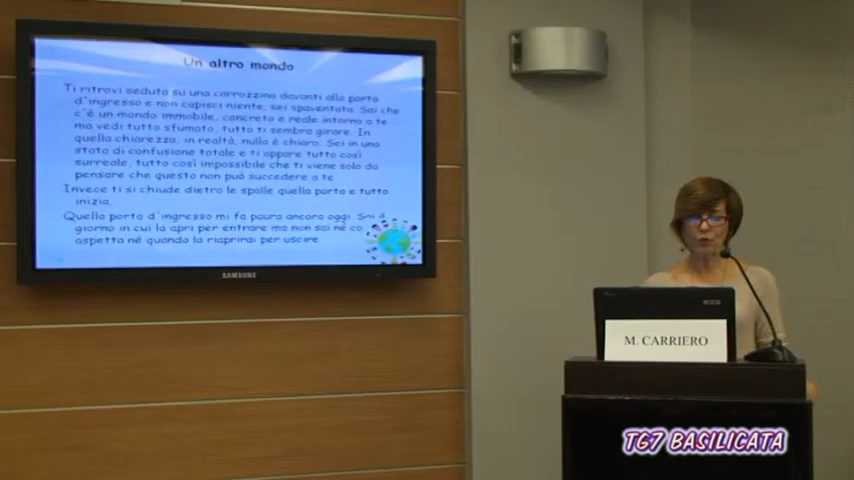 Un altro mondo
Ti ritrovi seduta su una carrozzina davanti alla porta
d'ingresso e non capisci niente, sei spaventata. Sai che
c'è un mondo immobile, concreto e reale intorno a te
ma vedi tutto sfumato, tutto ti sembra girare. In
quella chiarezza, in realtà, nulla è chiaro. Sei in uno
stato di confusione totale e ti appare tutto così
surreale, tutto così impossibile che ti viene solo da
pensare che questo non può succedere a te
Invece ti si chiude dietro le spalle quella porta e tutto
inizia.
Quella porta d'ingresso mi fa paura ancora oggi. Sai il
giorno in cui la apri per entrare ma non sai né co
aspetta né quando la riaprirai per uscire
SAMSUNG
M. CARRIERO
TG7 BASILICATA